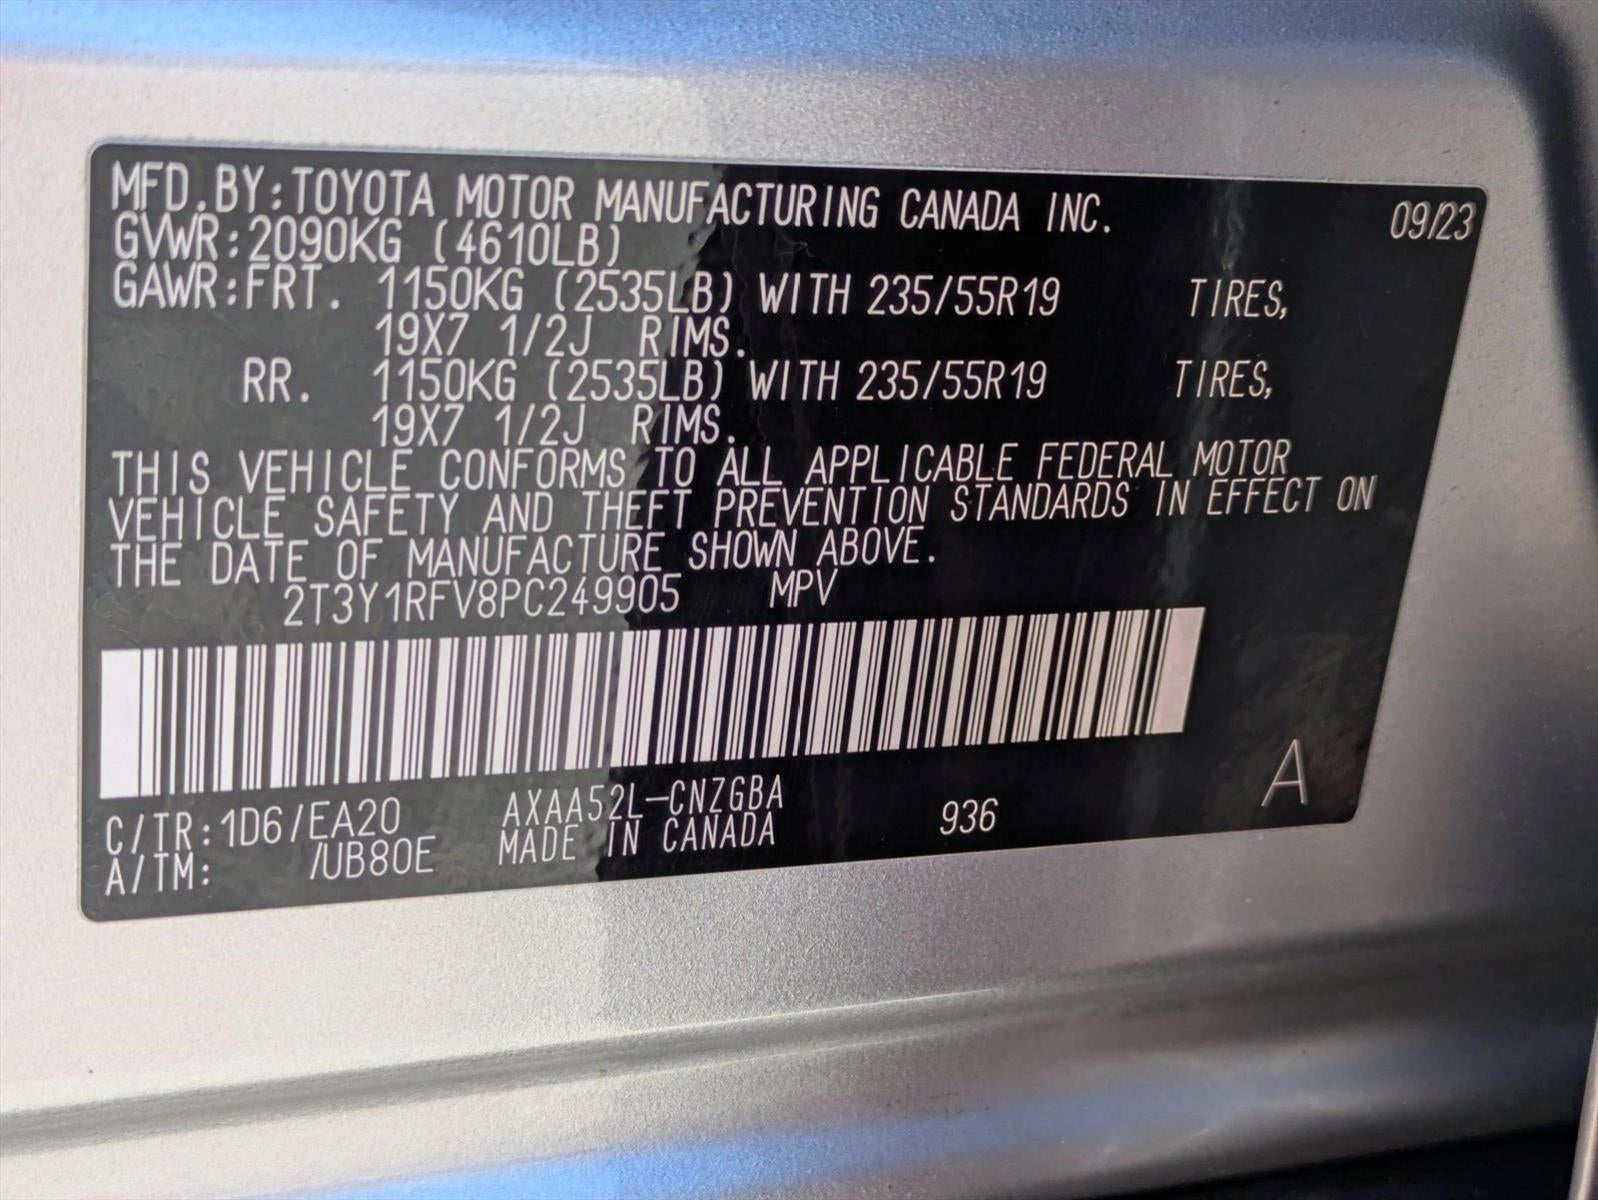 MFD.BY:TOYOTA MOTOR MANUFACTURING CANADA INC. 09/23
GVWR:2090KG (4610LB)
GAWR:FRT. 1150KG (2535LB) WITH 235/55R19 TIRES,
19X7 1/2J RIMS.
RR. 1150KG (2535LB) WITH 235/55R19 TIRES,
19X7 1/2J RIMS.
THIS VEHICLE CONFORMS TO ALL APPLICABLE FEDERAL MOTOR
VEHICLE SAFETY AND THEFT PREVENTION STANDARDS IN EFFECT ON
THE DATE OF MANUFACTURE SHOWN ABOVE.
2T3Y1RFV8PC249905 MPV
A
C/TR:1D6/EA20 AXAA52L-CNZGBA 936
A/TM: /UB80E MADE IN CANADA